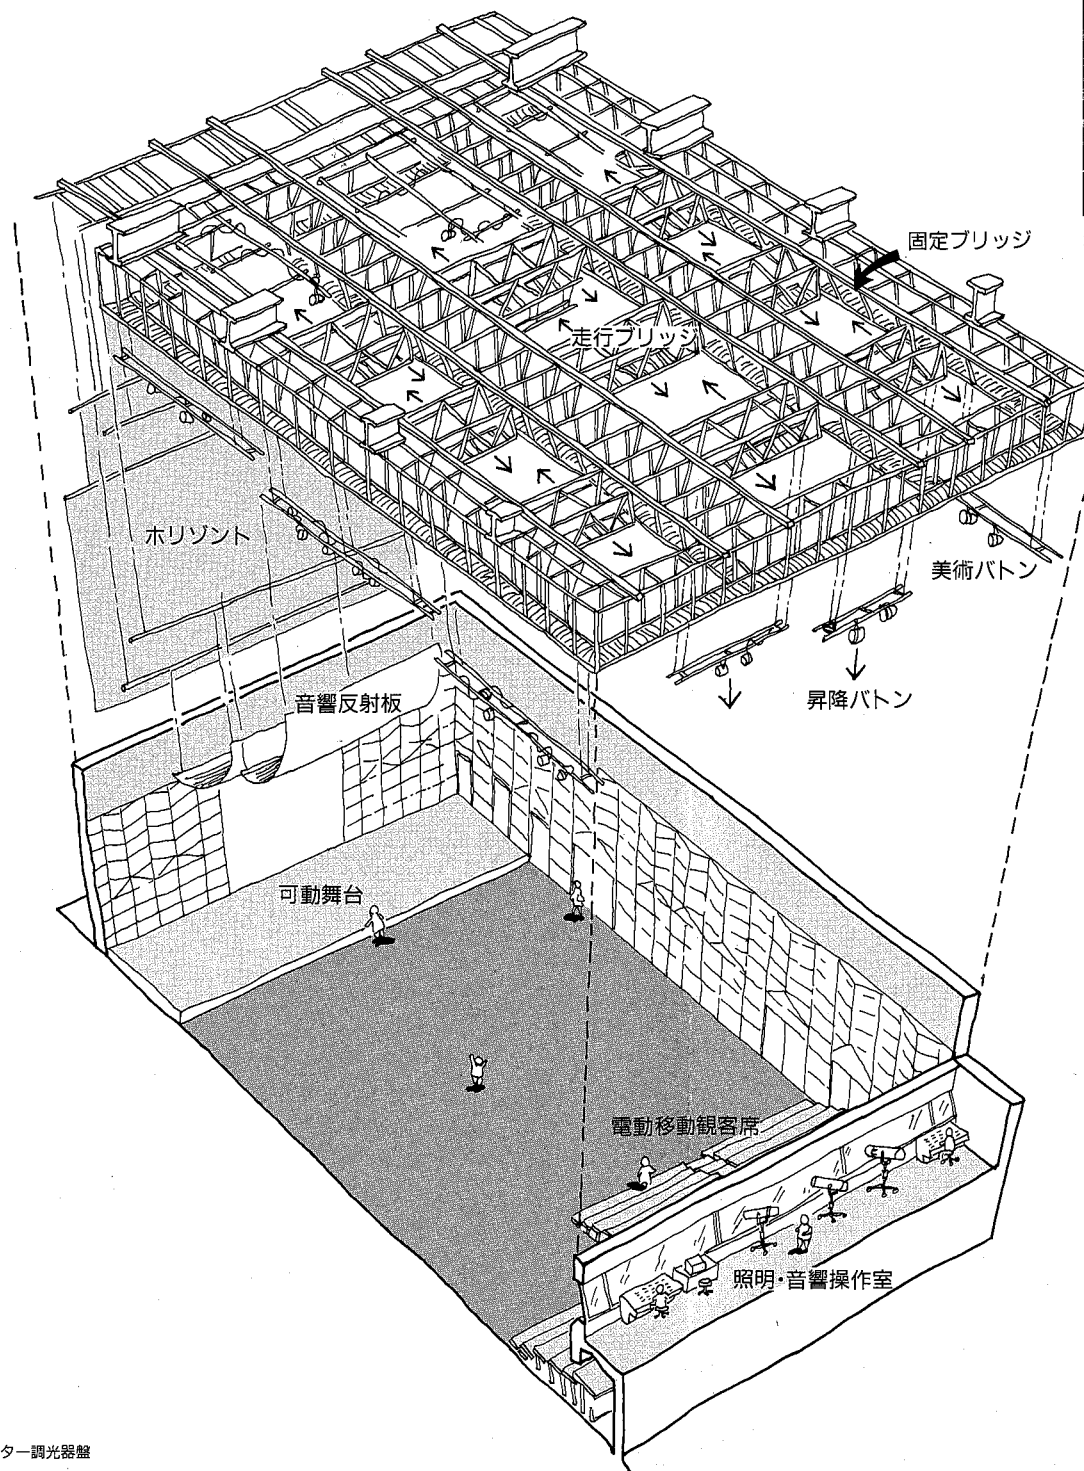 固定ブリッジ
走行ブリッジ
ホリゾント
美術バトン
昇降バトン
音響反射板
可動舞台
電動移動観客席
照明・音響操作室
ター調光器盤